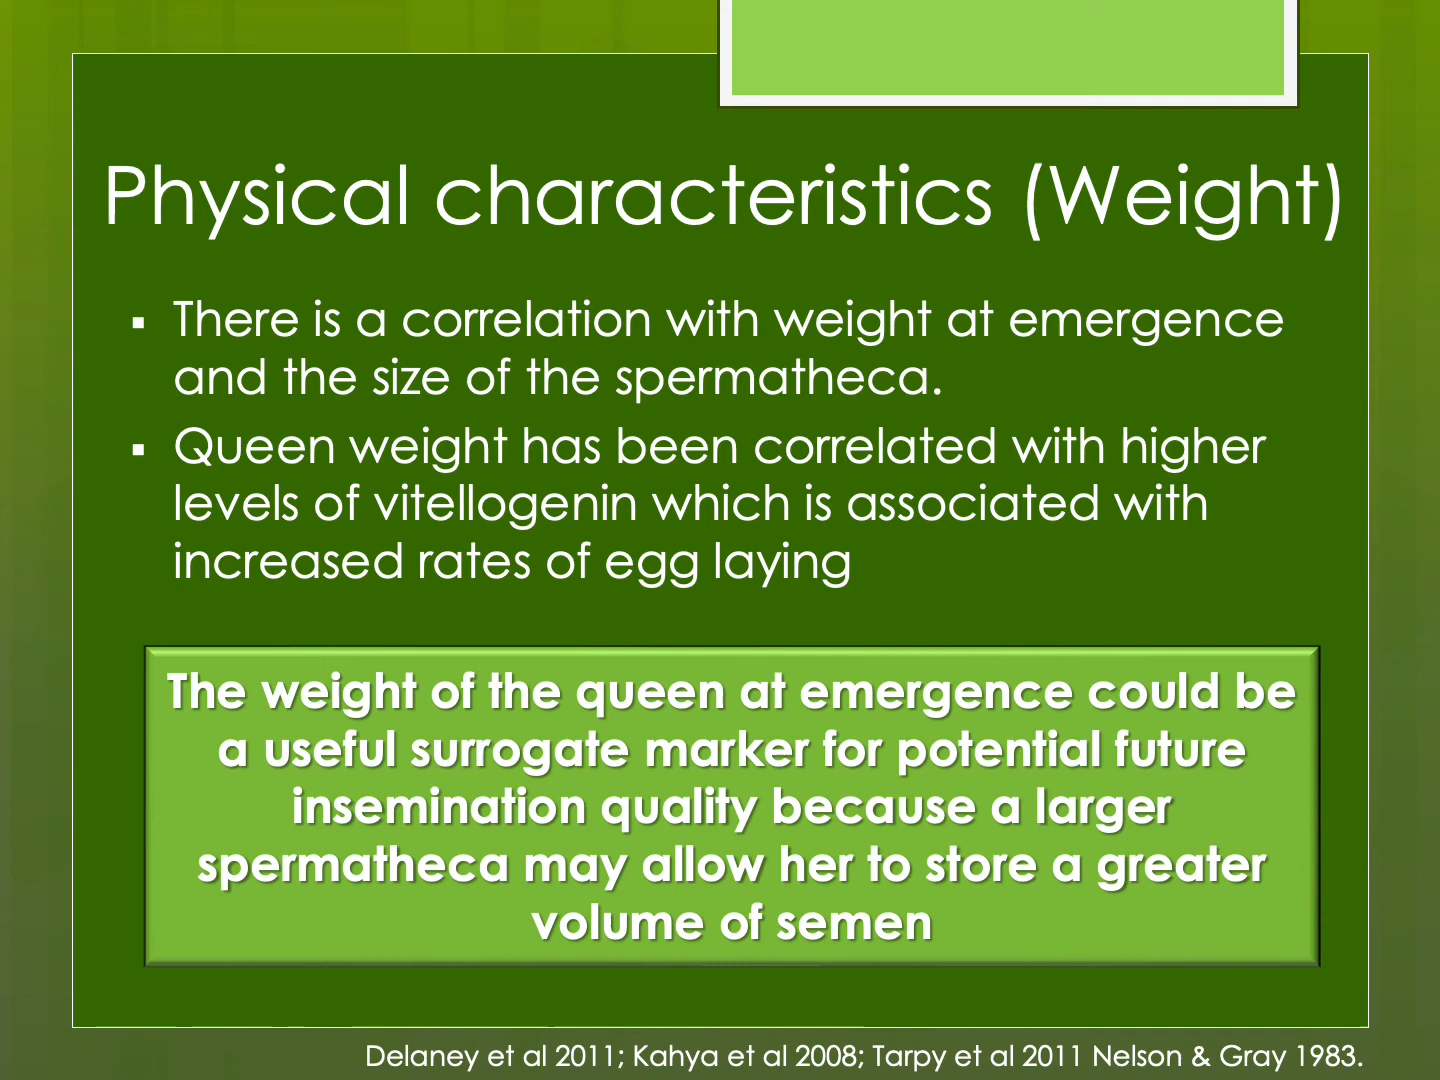 Physical characteristics (Weight)
▪ There is a correlation with weight at emergence
and the size of the spermatheca.
▪ Queen weight has been correlated with higher
levels of vitellogenin which is associated with
increased rates of egg laying
The weight of the queen at emergence could be
a useful surrogate marker for potential future
insemination quality because a larger
spermatheca may allow her to store a greater
volume of semen
Delaney et al 2011; Kahya et al 2008; Tarpy et al 2011 Nelson & Gray 1983.